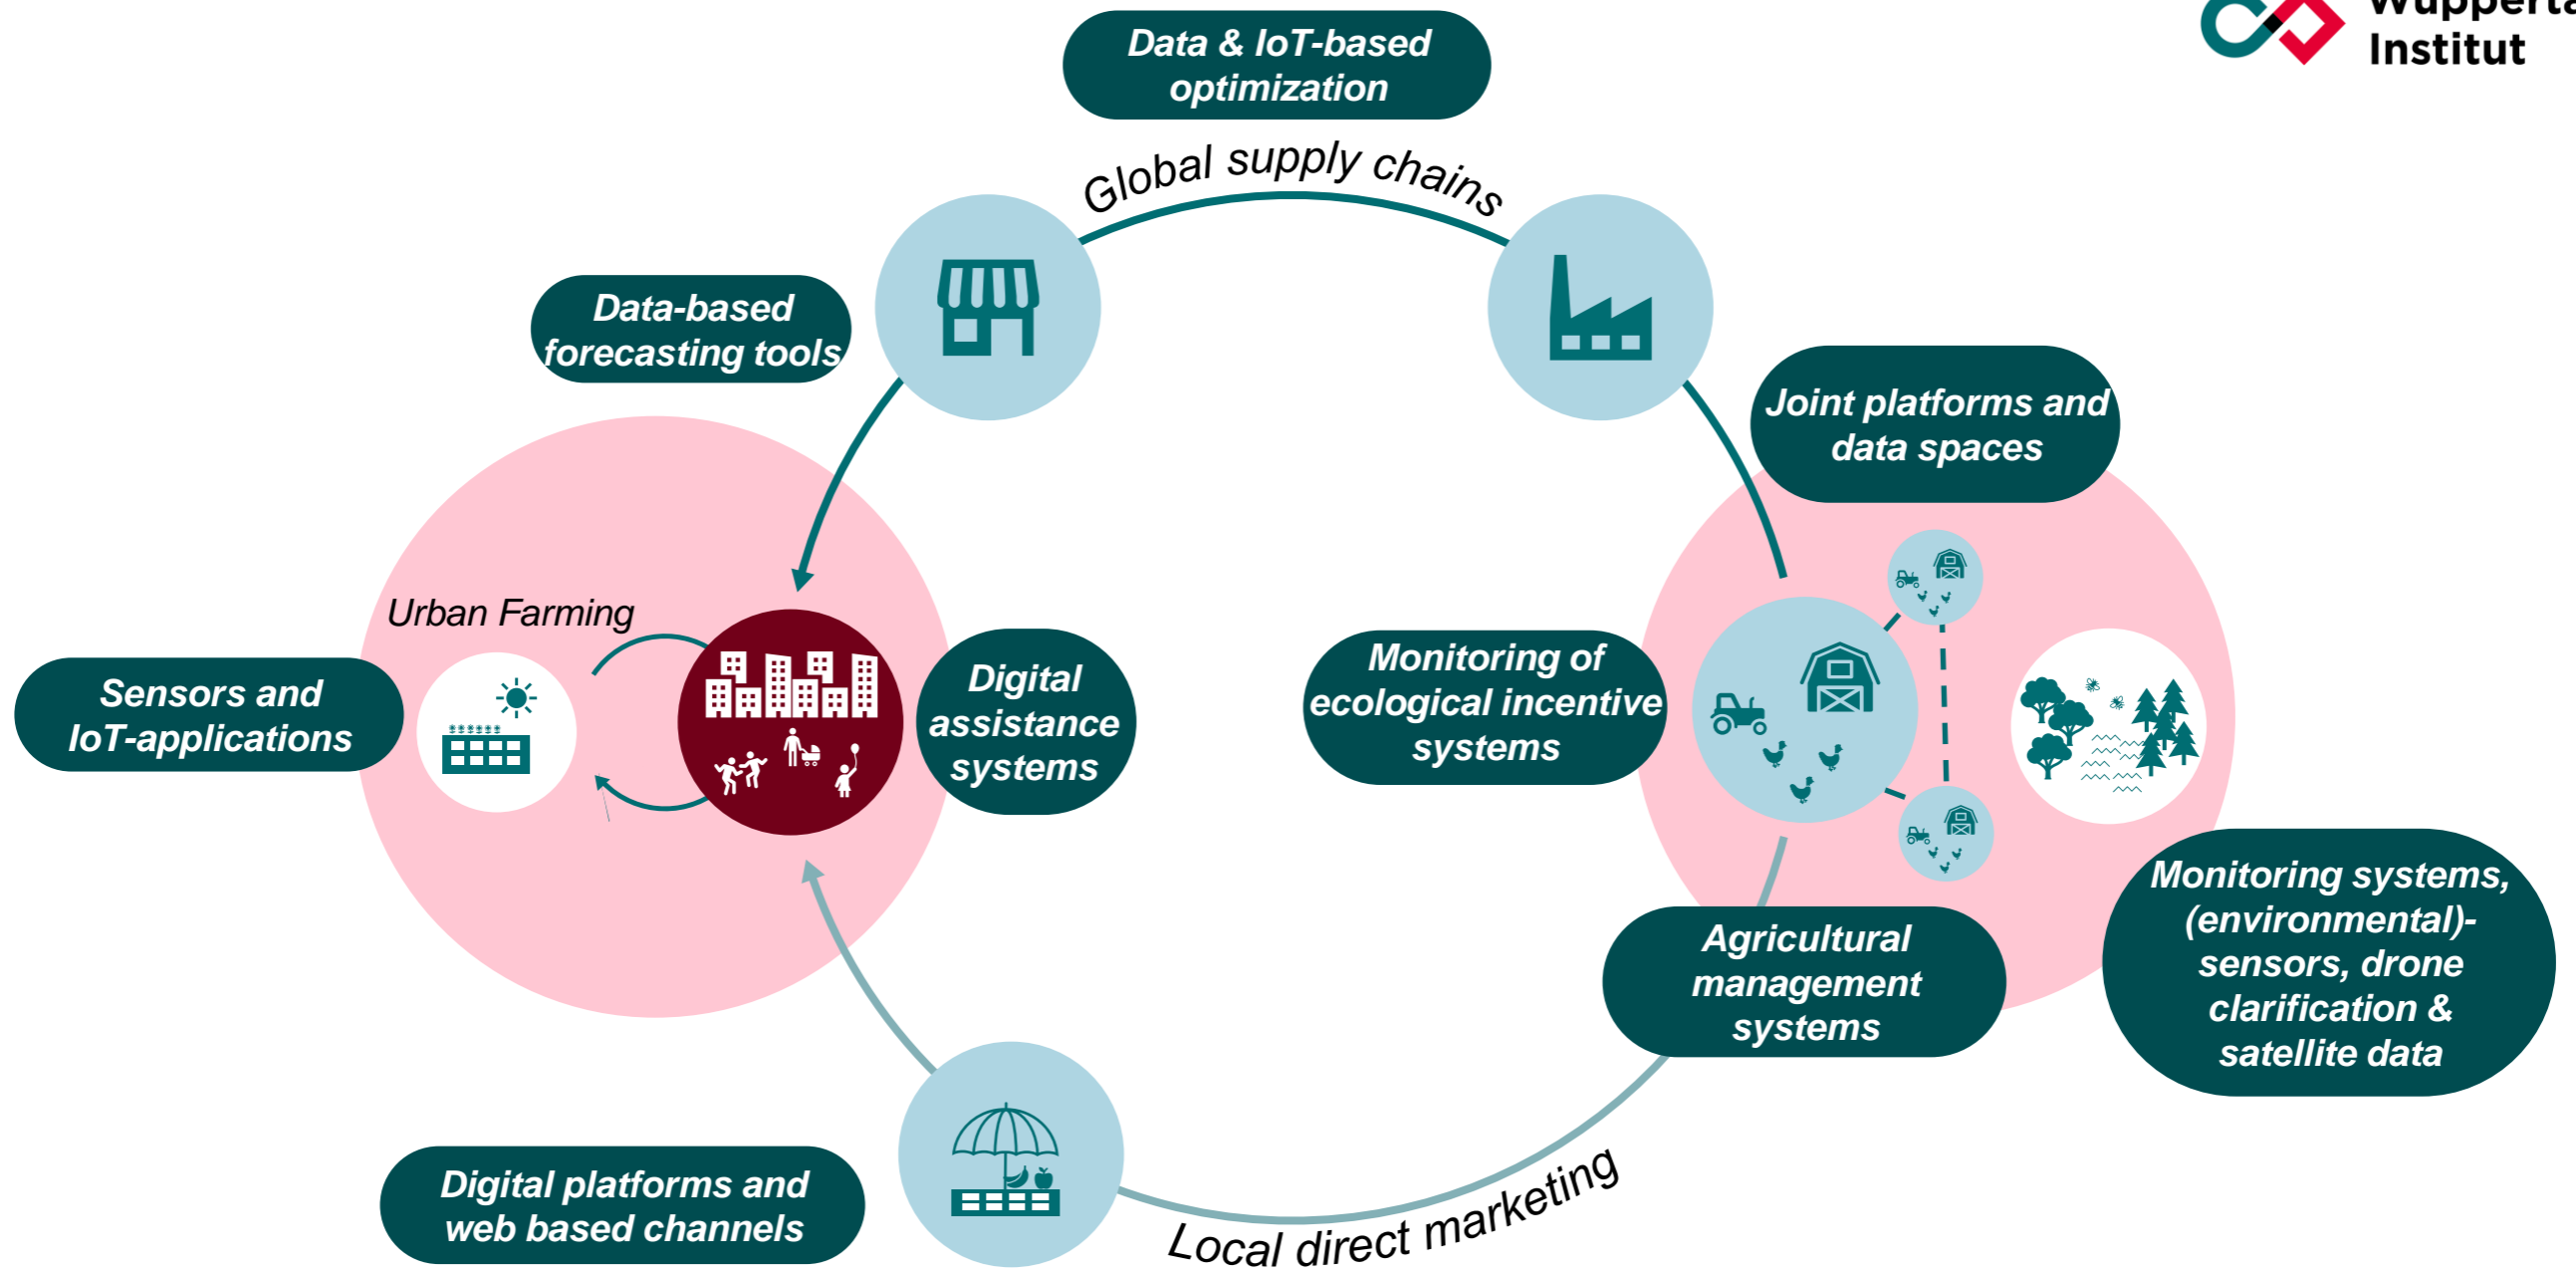 Wupperta
Institut
Data & IoT-based
optimization
Global supply chains
Data-based
forecasting tools
Joint platforms and
data spaces
Urban Farming
Sensors and
IoT-applications
Digital
assistance
systems
Monitoring of
ecological incentive
systems
Agricultural
management
systems
Monitoring systems,
(environmental)-
sensors, drone
clarification &
satellite data
Digital platforms and
web based channels
Local direct marketing